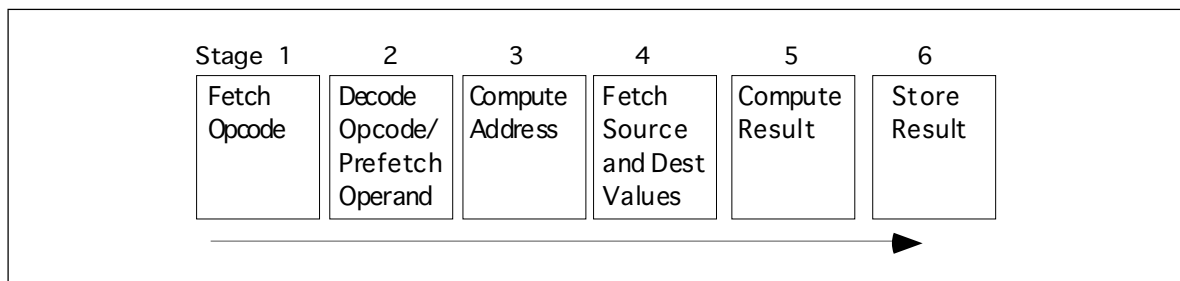 Stage 1 2 3 4 5 6
Fetch
Opcode
Decode
Opcode/
Prefetch
Operand
Compute
Address
Fetch
Source
and Dest
Values
Compute
Result
Store
Result